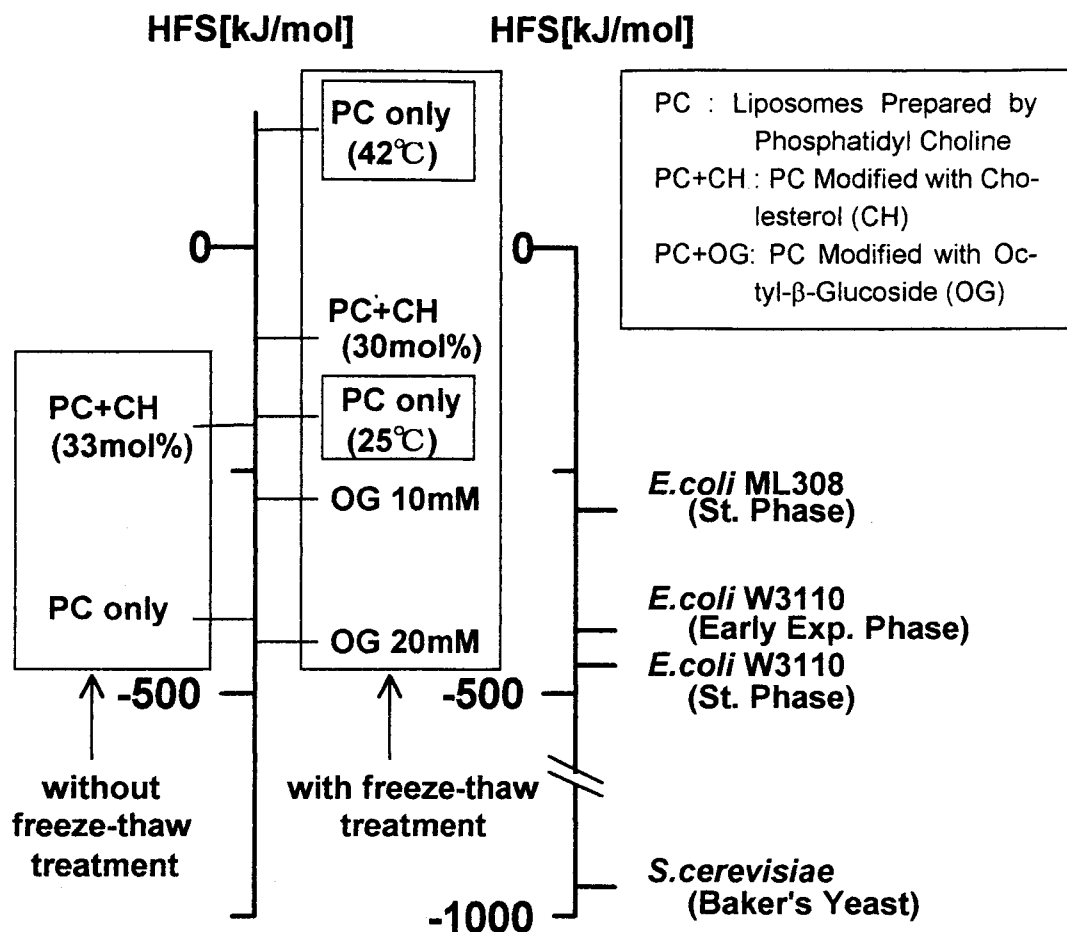 HFS[kJ/mol]
HFS[kJ/mol]
PC only
(42℃)
0
PC+CH
(30mol%)
PC only
(25℃)
OG 10mM
OG 20mM
PC+CH
(33mol%)
PC only
-500
without
freeze-thaw
treatment
with freeze-thaw
treatment
0
-500
-1000
PC : Liposomes Prepared by
Phosphatidyl Choline
PC+CH : PC Modified with Cho-
lesterol (CH)
PC+OG: PC Modified with Oc-
tyl-β-Glucoside (OG)
E.coli ML308
(St. Phase)
E.coli W3110
(Early Exp. Phase)
E.coli W3110
(St. Phase)
S.cerevisiae
(Baker's Yeast)